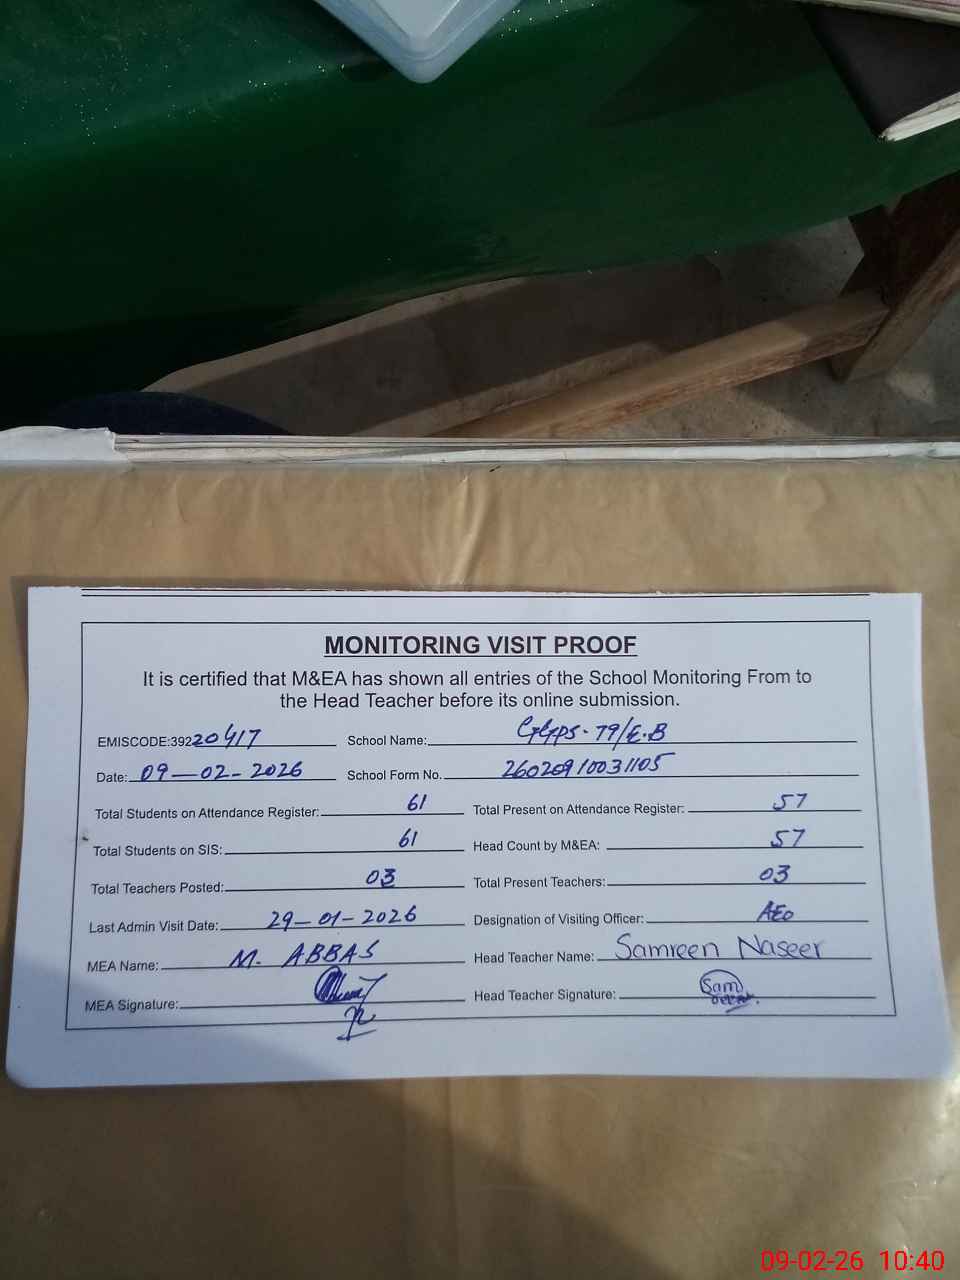 MONITORING VISIT PROOF
It is certified that M&EA has shown all entries of the School Monitoring From to
the Head Teacher before its online submission.
EMISCODE:39220417 School Name: GGPS-79/E.B
Date: 09-02-2026 School Form No. 26020910031105
Total Students on Attendance Register: 61 Total Present on Attendance Register: 57
Total Students on SIS: 61 Head Count by M&EA: 57
Total Teachers Posted: 03 Total Present Teachers: 03
Last Admin Visit Date: 29-01-2026 Designation of Visiting Officer: AEO
MEA Name: M. ABBAS Head Teacher Name: Samreen Naseer
MEA Signature: Head Teacher Signature: Sam
09-02-26 10:40